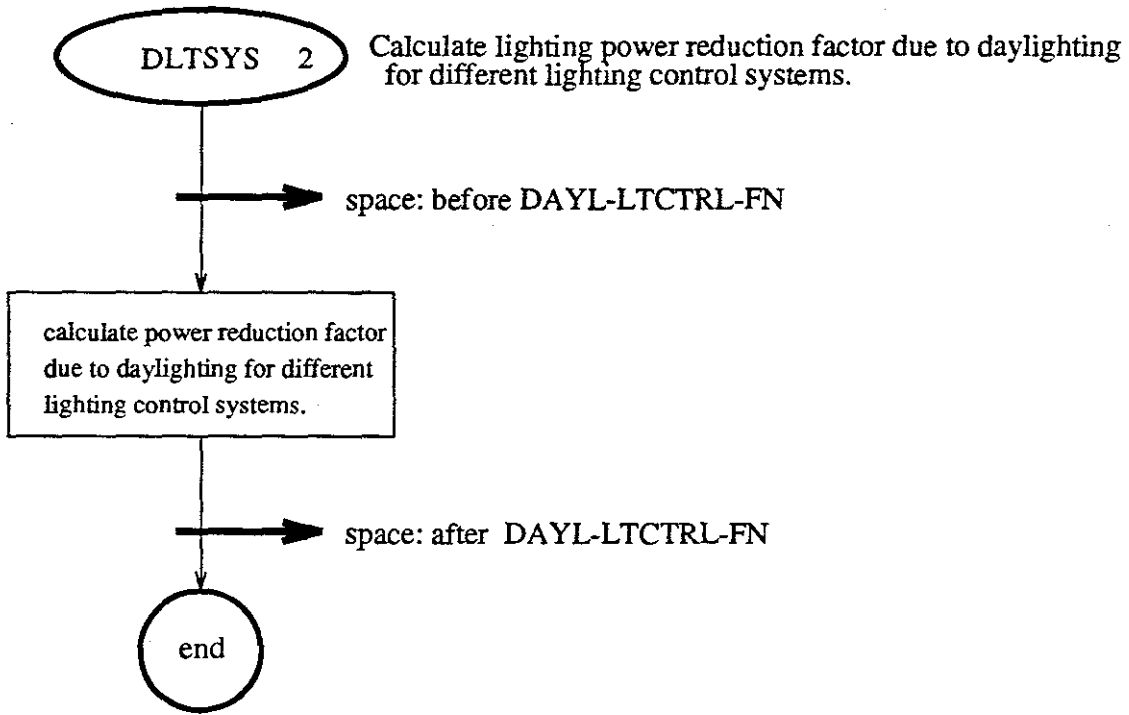 DLTSYS 2
Calculate lighting power reduction factor due to daylighting
for different lighting control systems.
space: before DAYL-LTCTRL-FN
calculate power reduction factor
due to daylighting for different
lighting control systems.
space: after DAYL-LTCTRL-FN
end